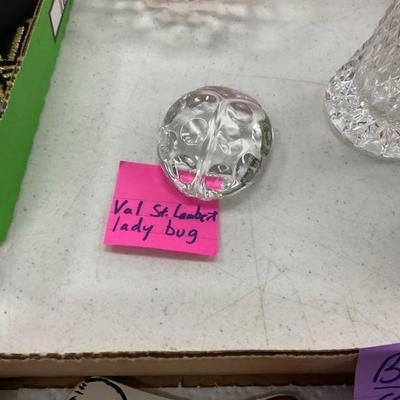 Val St. Lambert
lady bug